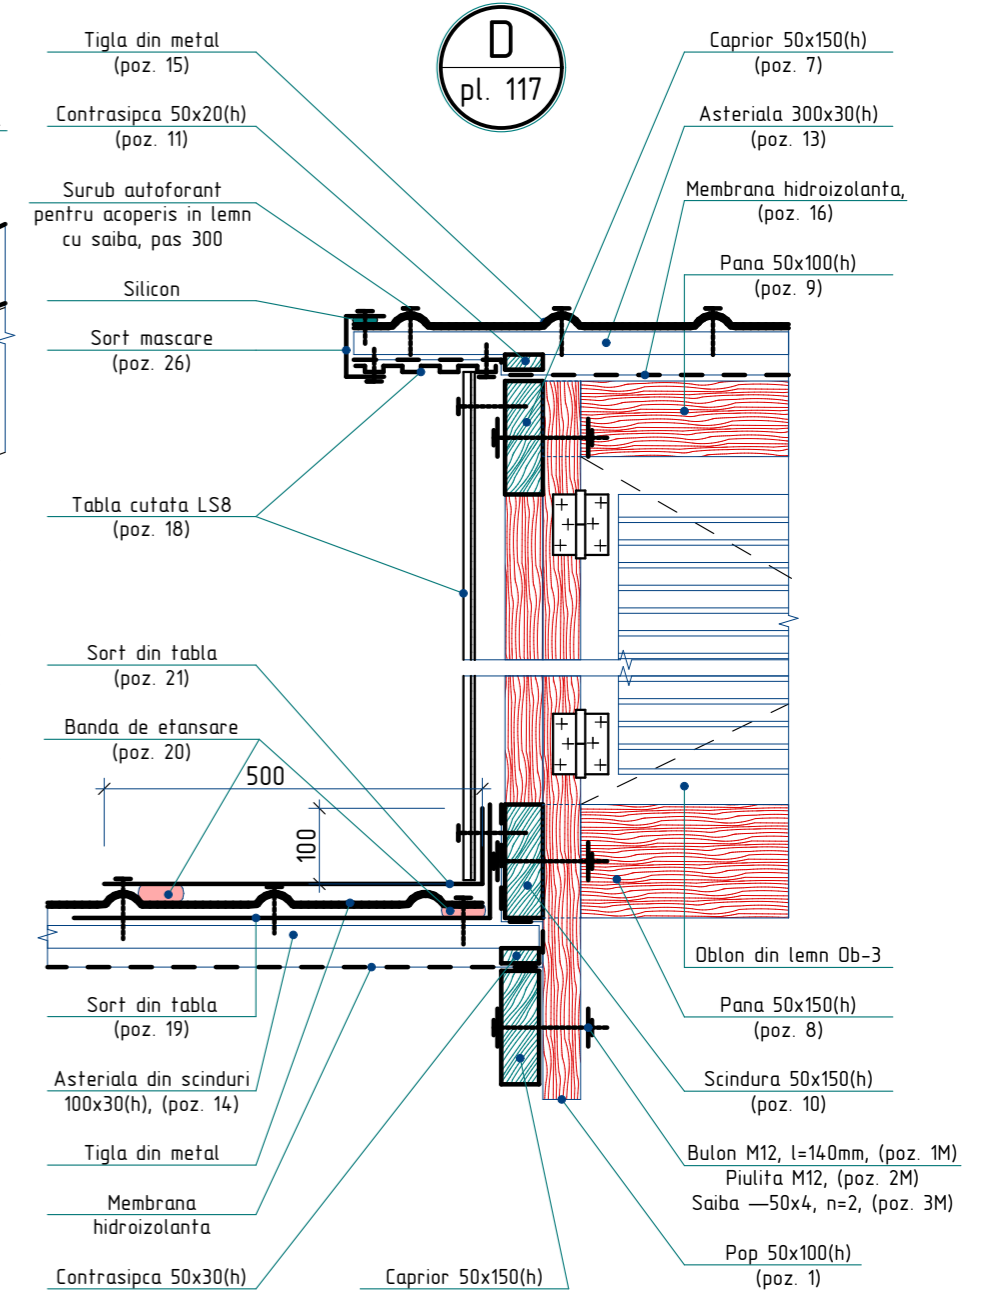 D
pl. 117
Tigla din metal
(poz. 15)
Contrasipca 50x20(h)
(poz. 11)
Surub autoforant
pentru acoperis in lemn
cu saiba, pas 300
Silicon
Sort mascare
(poz. 26)
Tabla cutata LS8
(poz. 18)
Sort din tabla
(poz. 21)
Banda de etansare
(poz. 20)
500
100
Sort din tabla
(poz. 19)
Asteriala din scinduri
100x30(h), (poz. 14)
Tigla din metal
Membrana
hidroizolanta
Contrasipca 50x30(h)
Caprior 50x150(h)
Caprior 50x150(h)
(poz. 7)
Asteriala 300x30(h)
(poz. 13)
Membrana hidroizolanta,
(poz. 16)
Pana 50x100(h)
(poz. 9)
Oblon din lemn Ob-3
Pana 50x150(h)
(poz. 8)
Scindura 50x150(h)
(poz. 10)
Bulon M12, l=140mm, (poz. 1M)
Piulita M12, (poz. 2M)
Saiba —50x4, n=2, (poz. 3M)
Pop 50x100(h)
(poz. 1)